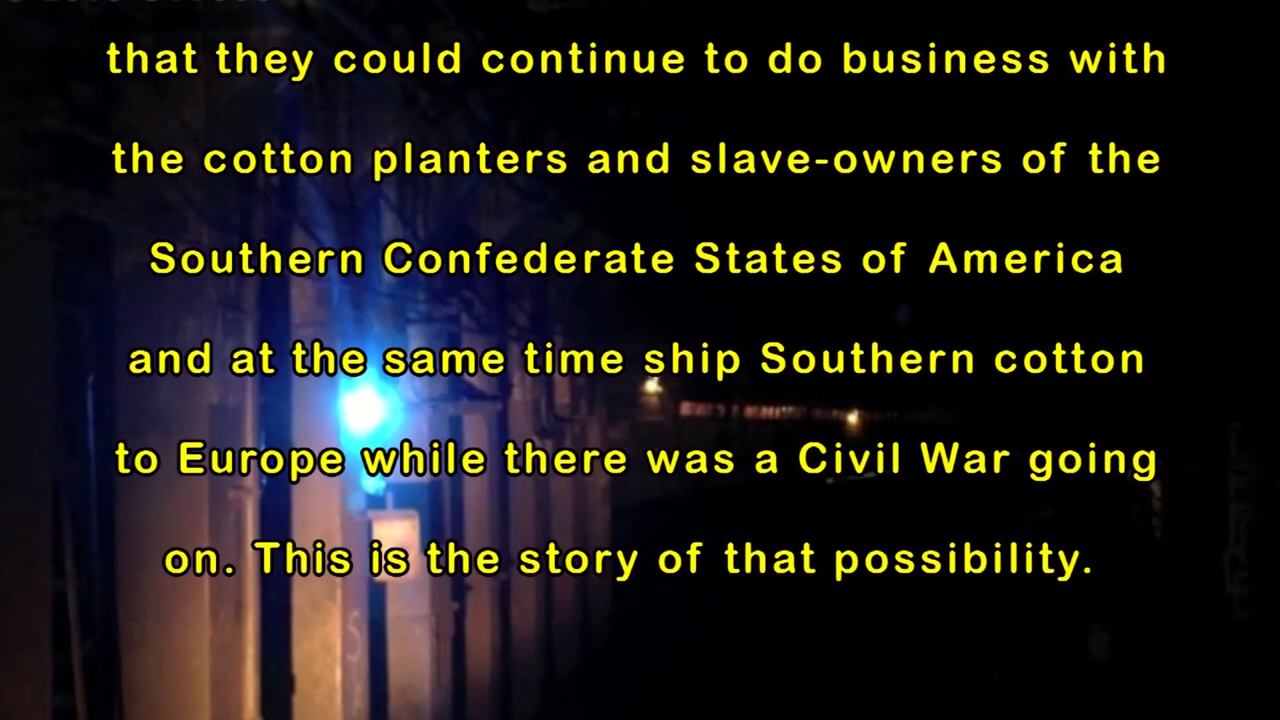 that they could continue to do business with
the cotton planters and slave-owners of the
Southern Confederate States of America
and at the same time ship Southern cotton
to Europe while there was a Civil War going
on. This is the story of that possibility.